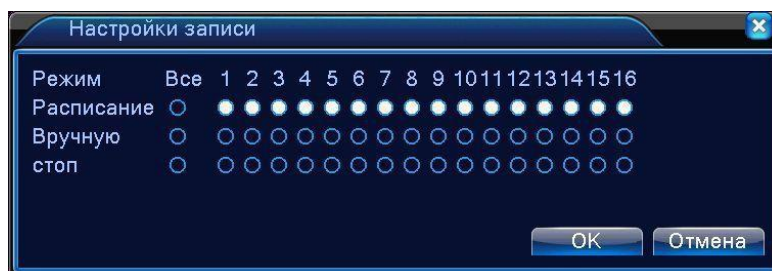 Настройки записи
Режим Все 1 2 3 4 5 6 7 8 9 10 11 12 13 14 15 16
Расписание
Вручную
стоп
OK Отмена